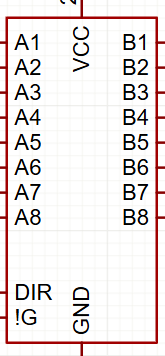 VCC
A1 B1
A2 B2
A3 B3
A4 B4
A5 B5
A6 B6
A7 B7
A8 B8
DIR
!G
GND